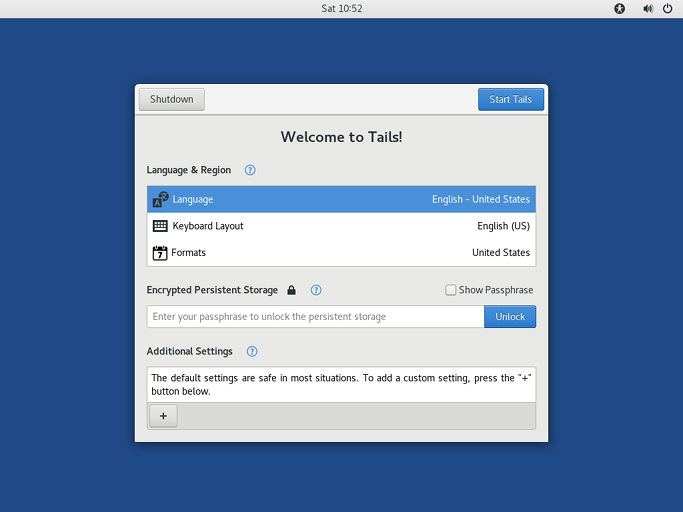 Sat 10:52
Shutdown
Start Tails
Welcome to Tails!
Language & Region
Language English - United States
Keyboard Layout English (US)
Formats United States
Encrypted Persistent Storage Show Passphrase
Enter your passphrase to unlock the persistent storage Unlock
Additional Settings
The default settings are safe in most situations. To add a custom setting, press the "+"
button below.
+